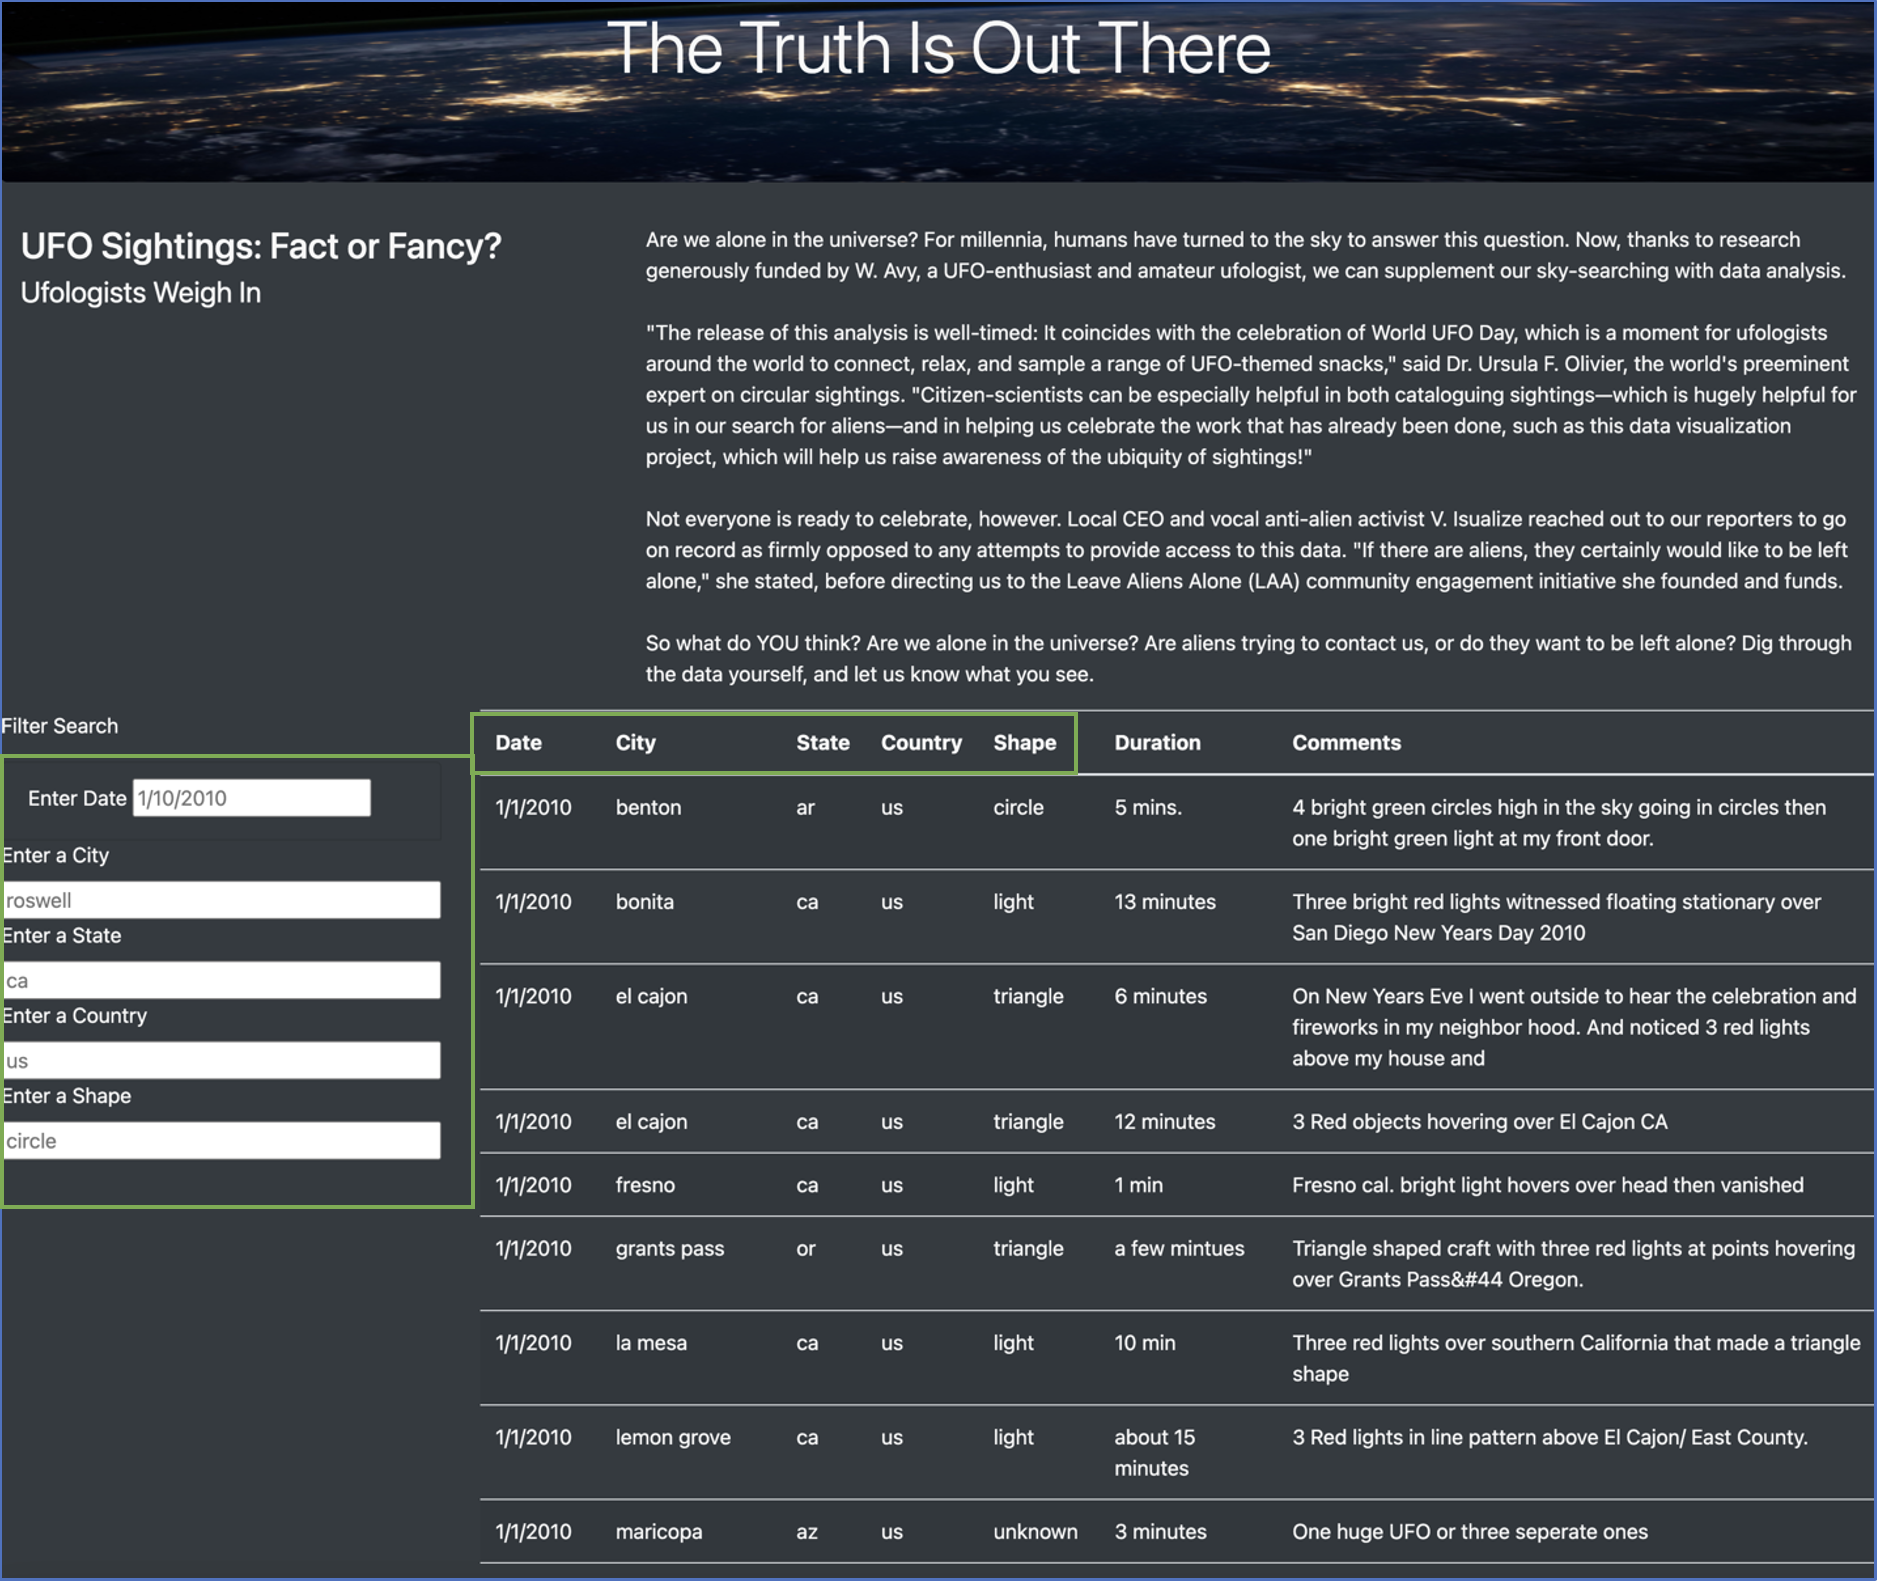 The Truth Is Out There
UFO Sightings: Fact or Fancy?
Ufologists Weigh In
Are we alone in the universe? For millennia, humans have turned to the sky to answer this question. Now, thanks to research
generously funded by W. Avy, a UFO-enthusiast and amateur ufologist, we can supplement our sky-searching with data analysis.
"The release of this analysis is well-timed: It coincides with the celebration of World UFO Day, which is a moment for ufologists
around the world to connect, relax, and sample a range of UFO-themed snacks," said Dr. Ursula F. Olivier, the world's preeminent
expert on circular sightings. "Citizen-scientists can be especially helpful in both cataloguing sightings—which is hugely helpful for
us in our search for aliens—and in helping us celebrate the work that has already been done, such as this data visualization
project, which will help us raise awareness of the ubiquity of sightings!"
Not everyone is ready to celebrate, however. Local CEO and vocal anti-alien activist V. Isualize reached out to our reporters to go
on record as firmly opposed to any attempts to provide access to this data. "If there are aliens, they certainly would like to be left
alone," she stated, before directing us to the Leave Aliens Alone (LAA) community engagement initiative she founded and funds.
So what do YOU think? Are we alone in the universe? Are aliens trying to contact us, or do they want to be left alone? Dig through
the data yourself, and let us know what you see.
Filter Search
Enter Date 1/10/2010
Enter a City
roswell
Enter a State
ca
Enter a Country
us
Enter a Shape
circle
Date City State Country Shape Duration Comments
1/1/2010 benton ar us circle 5 mins. 4 bright green circles high in the sky going in circles then
one bright green light at my front door.
1/1/2010 bonita ca us light 13 minutes Three bright red lights witnessed floating stationary over
San Diego New Years Day 2010
1/1/2010 el cajon ca us triangle 6 minutes On New Years Eve I went outside to hear the celebration and
fireworks in my neighbor hood. And noticed 3 red lights
above my house and
1/1/2010 el cajon ca us triangle 12 minutes 3 Red objects hovering over El Cajon CA
1/1/2010 fresno ca us light 1 min Fresno cal. bright light hovers over head then vanished
1/1/2010 grants pass or us triangle a few mintues Triangle shaped craft with three red lights at points hovering
over Grants Pass&#44 Oregon.
1/1/2010 la mesa ca us light 10 min Three red lights over southern California that made a triangle
shape
1/1/2010 lemon grove ca us light about 15 3 Red lights in line pattern above El Cajon/ East County.
minutes
1/1/2010 maricopa az us unknown 3 minutes One huge UFO or three seperate ones